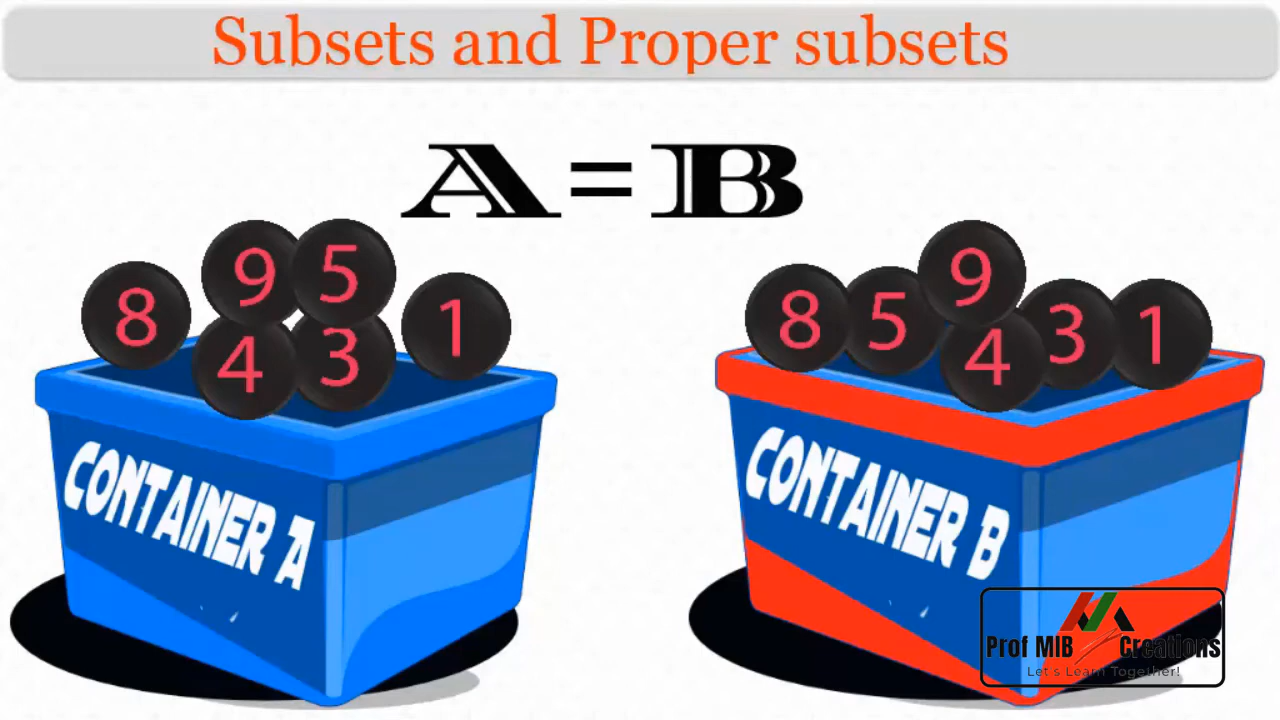 Subsets and Proper subsets
A=B
9 5
8 1
4 3
9
8 5 3 1
4
CONTAINER A
CONTAINER B
Prof MIB Creations
Let's Learn Together!